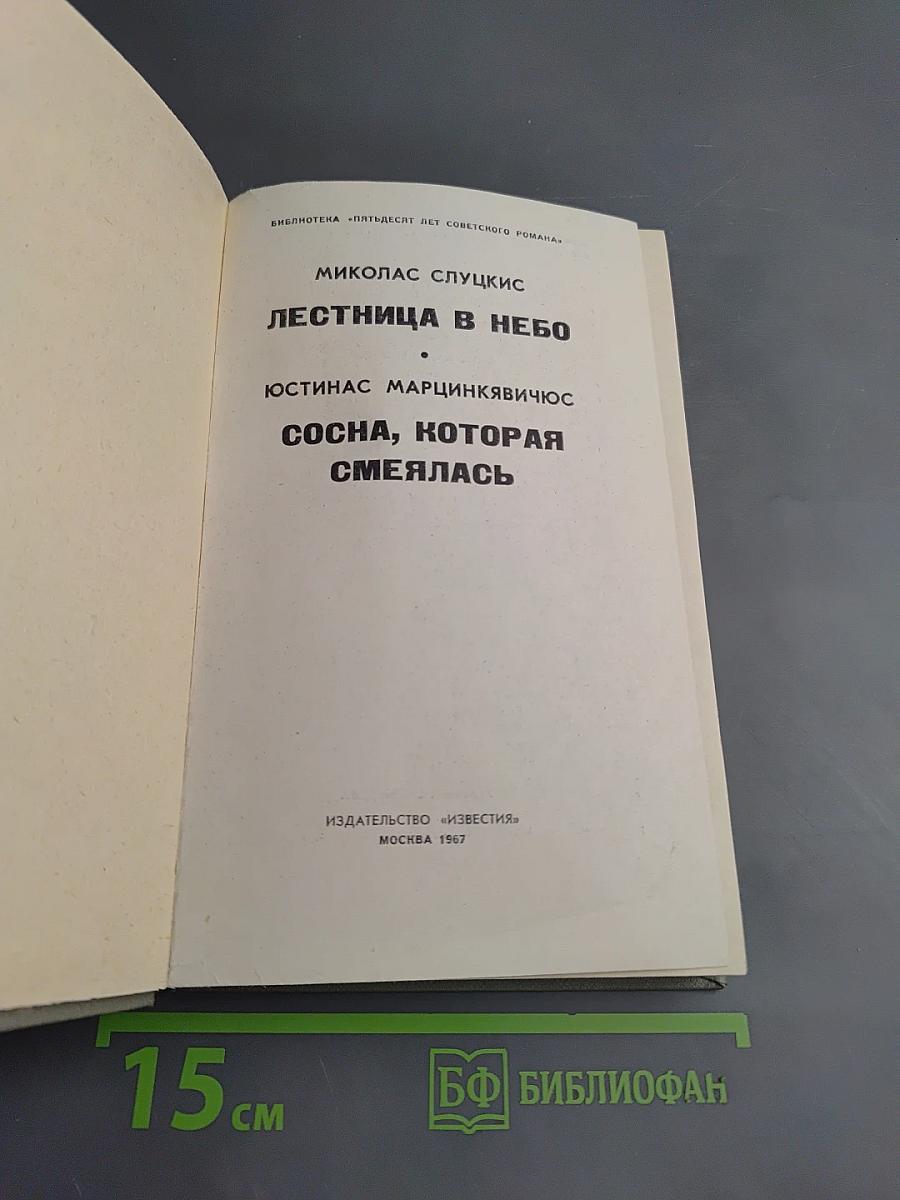 БИБЛИОТЕКА «ПЯТЬДЕСЯТ ЛЕТ СОВЕТСКОГО РОМАНА»
МИКОЛАС СЛУЦКИС
ЛЕСТНИЦА В НЕБО
•
ЮСТИНАС МАРЦИНКЯВИЧЮС
СОСНА, КОТОРАЯ
СМЕЯЛАСЬ
ИЗДАТЕЛЬСТВО «ИЗВЕСТИЯ»
МОСКВА 1967
15 см
БФ БИБЛИОФАН